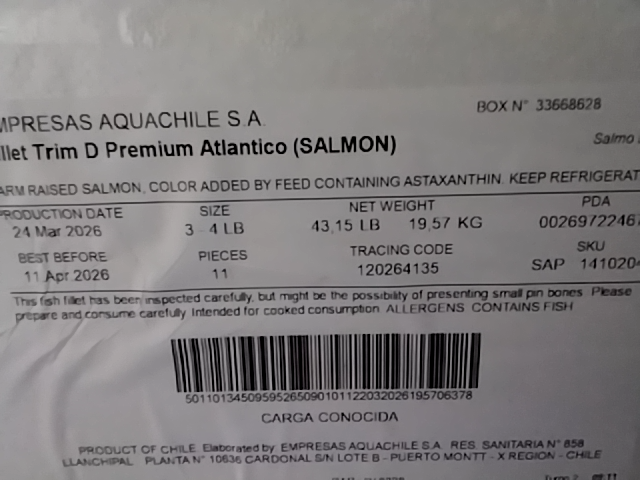 BOX N° 33668628
MPRESAS AQUACHILE S.A.
llet Trim D Premium Atlantico (SALMON)
Salmo
ARM RAISED SALMON, COLOR ADDED BY FEED CONTAINING ASTAXANTHIN. KEEP REFRIGERAT
PRODUCTION DATE SIZE NET WEIGHT PDA
24 Mar 2026 3 - 4 LB 43,15 LB 19,57 KG 0026972246
BEST BEFORE PIECES TRACING CODE SKU
11 Apr 2026 11 120264135 SAP 1410204
This fish fillet has been inspected carefully, but might be the possibility of presenting small pin bones. Please
prepare and consume carefully. Intended for cooked consumption. ALLERGENS: CONTAINS FISH
CARGA CONOCIDA
PRODUCT OF CHILE. Elaborated by: EMPRESAS AQUACHILE S.A. RES. SANITARIA N° 658
LLANCHIPAL PLANTA N° 10636 CARDONAL S/N LOTE B - PUERTO MONTT - X REGION - CHILE